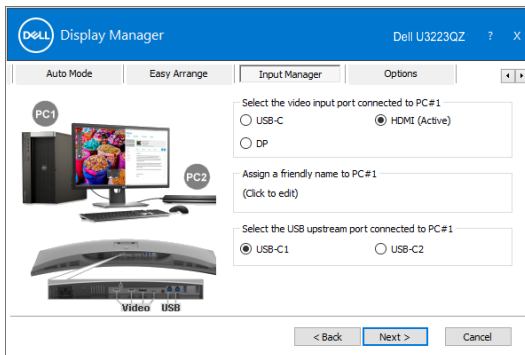 DELL Display Manager Dell U3223QZ ? X
Auto Mode Easy Arrange Input Manager Options
Select the video input port connected to PC#1
USB-C HDMI (Active)
DP
Assign a friendly name to PC#1
(Click to edit)
Select the USB upstream port connected to PC#1
USB-C1 USB-C2
PC1
PC2
Video USB
< Back Next > Cancel